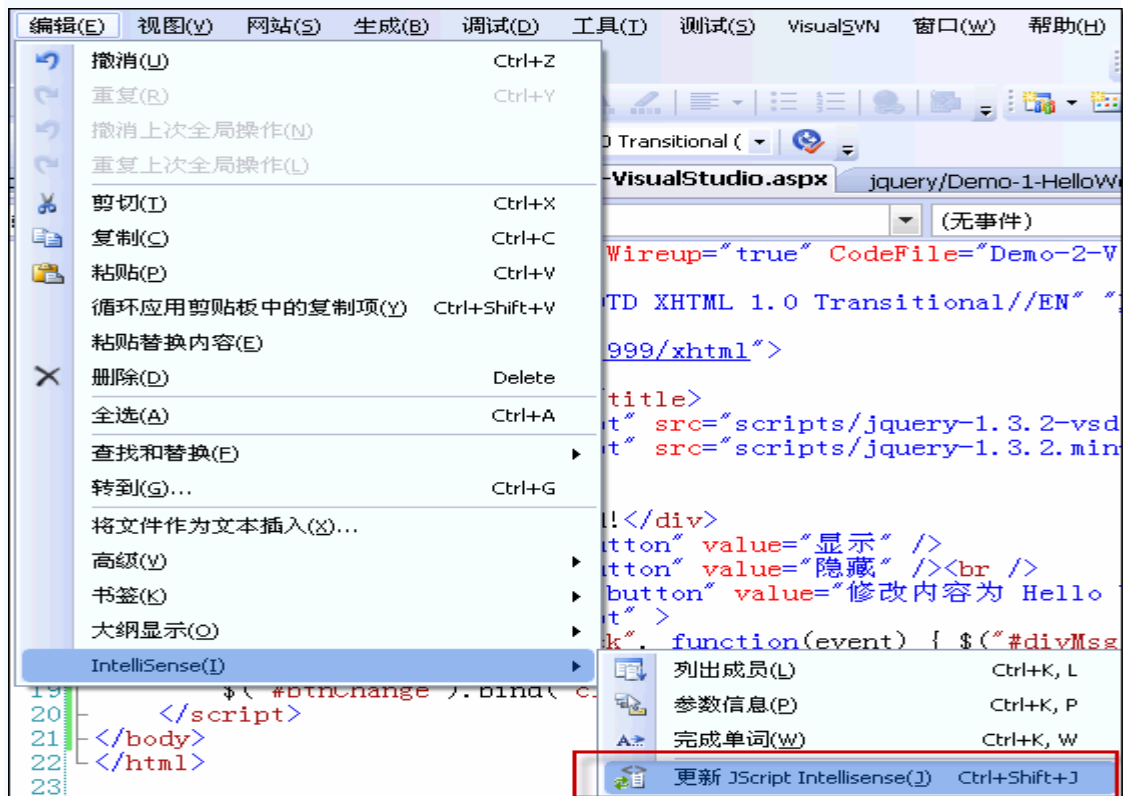 编辑(E) 视图(V) 网站(S) 生成(B) 调试(D) 工具(T) 测试(S) VisualSVN 窗口(W) 帮助(H)
撤消(U) Ctrl+Z
重复(R) Ctrl+Y
撤消上次全局操作(N)
重复上次全局操作(L)
剪切(T) Ctrl+X
复制(C) Ctrl+C
粘贴(P) Ctrl+V
循环应用剪贴板中的复制项(Y) Ctrl+Shift+V
粘贴替换内容(E)
删除(D) Delete
全选(A) Ctrl+A
查找和替换(F)
转到(G)... Ctrl+G
将文件作为文本插入(X)...
高级(V)
书签(K)
大纲显示(O)
IntelliSense(I)
列出成员(L) Ctrl+K, L
参数信息(P) Ctrl+K, P
完成单词(W) Ctrl+K, W
更新 JScript Intellisense(J) Ctrl+Shift+J
Transitional (
-VisualStudio.aspx jquery/Demo-1-HelloW
(无事件)
Wireup="true" CodeFile="Demo-2-V
TD XHTML 1.0 Transitional//EN" "
999/xhtml">
title>
t" src="scripts/jquery-1.3.2-vsd
t" src="scripts/jquery-1.3.2.min
!</div>
tton" value="显示" />
tton" value="隐藏" /><br />
button" value="修改内容为 Hello
t" >
k", function(event) { $("#divMsg
19 $("#btnChange").bind("c
20 </script>
21 </body>
22 </html>
23